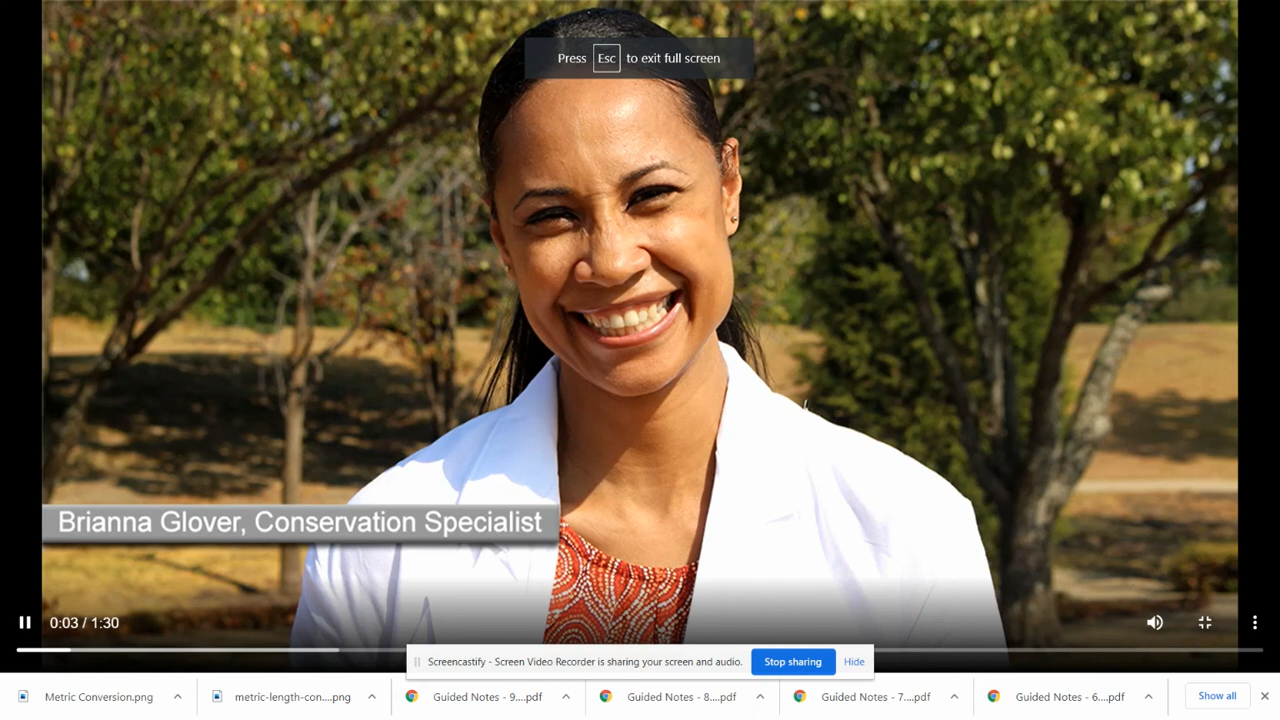 Press Esc to exit full screen
Brianna Glover, Conservation Specialist
0:03 / 1:30
Screencastify - Screen Video Recorder is sharing your screen and audio. Stop sharing Hide
Metric Conversion.png metric-length-con....png Guided Notes - 9....pdf Guided Notes - 8....pdf Guided Notes - 7....pdf Guided Notes - 6....pdf Show all